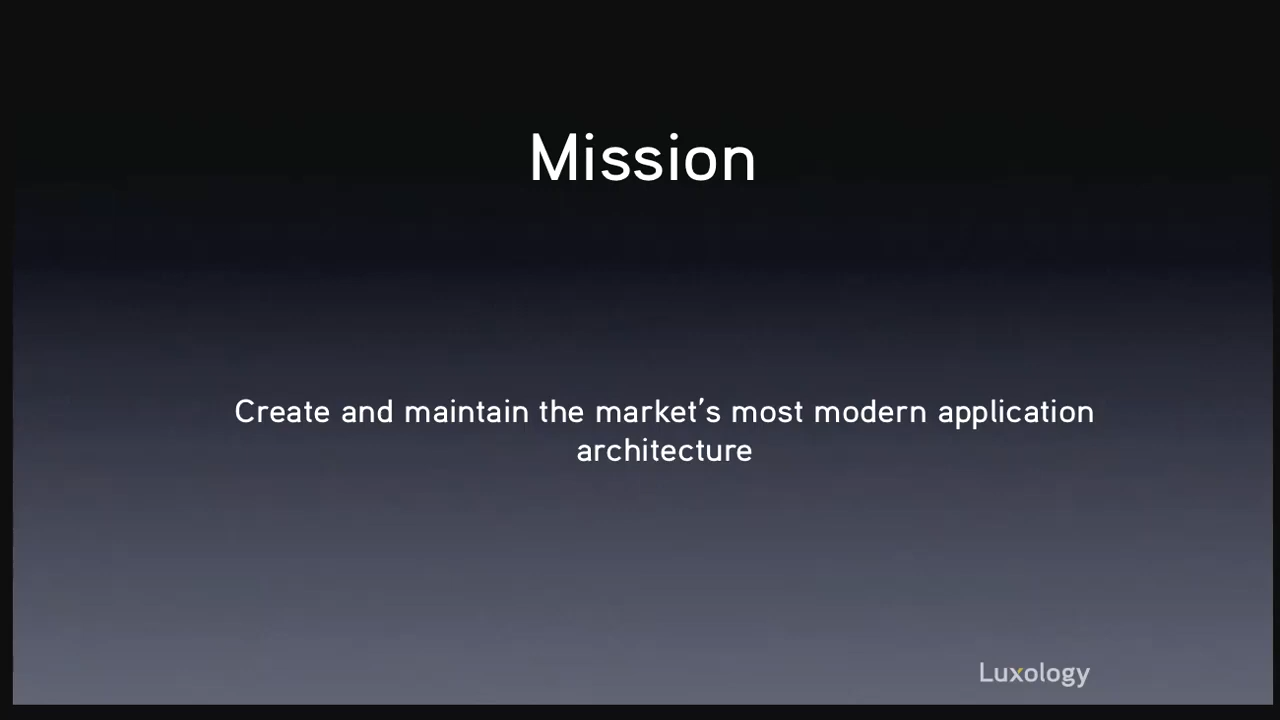 Mission
Create and maintain the market's most modern application
architecture
Luxology